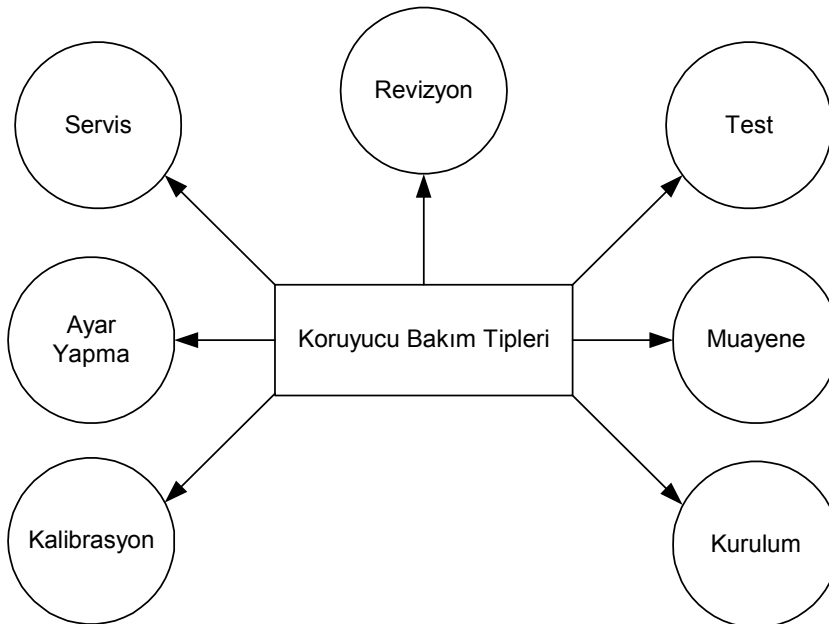 Revizyon
Servis
Test
Ayar
Yapma
Koruyucu Bakım Tipleri
Muayene
Kalibrasyon
Kurulum